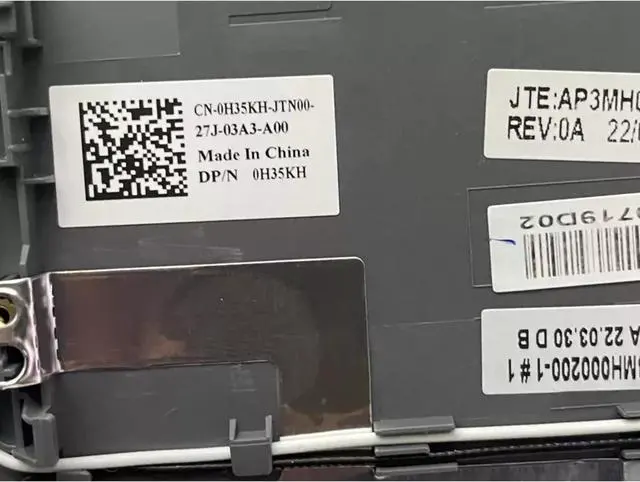 CN-0H35KH-JTN00-
27J-03A3-A00
Made In China
DP/N 0H35KH
JTE:AP3MH0
REV:0A 22/0
719D02
A 22.03.30 D B
MH000200-1#1